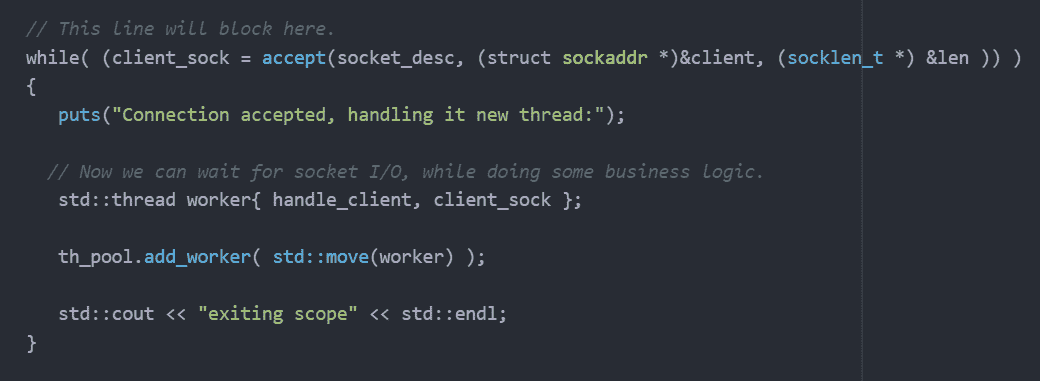 // This line will block here.
while( (client_sock = accept(socket_desc, (struct sockaddr *)&client, (socklen_t *) &len )) )
{
puts("Connection accepted, handling it new thread:");
// Now we can wait for socket I/O, while doing some business logic.
std::thread worker{ handle_client, client_sock };
th_pool.add_worker( std::move(worker) );
std::cout << "exiting scope" << std::endl;
}